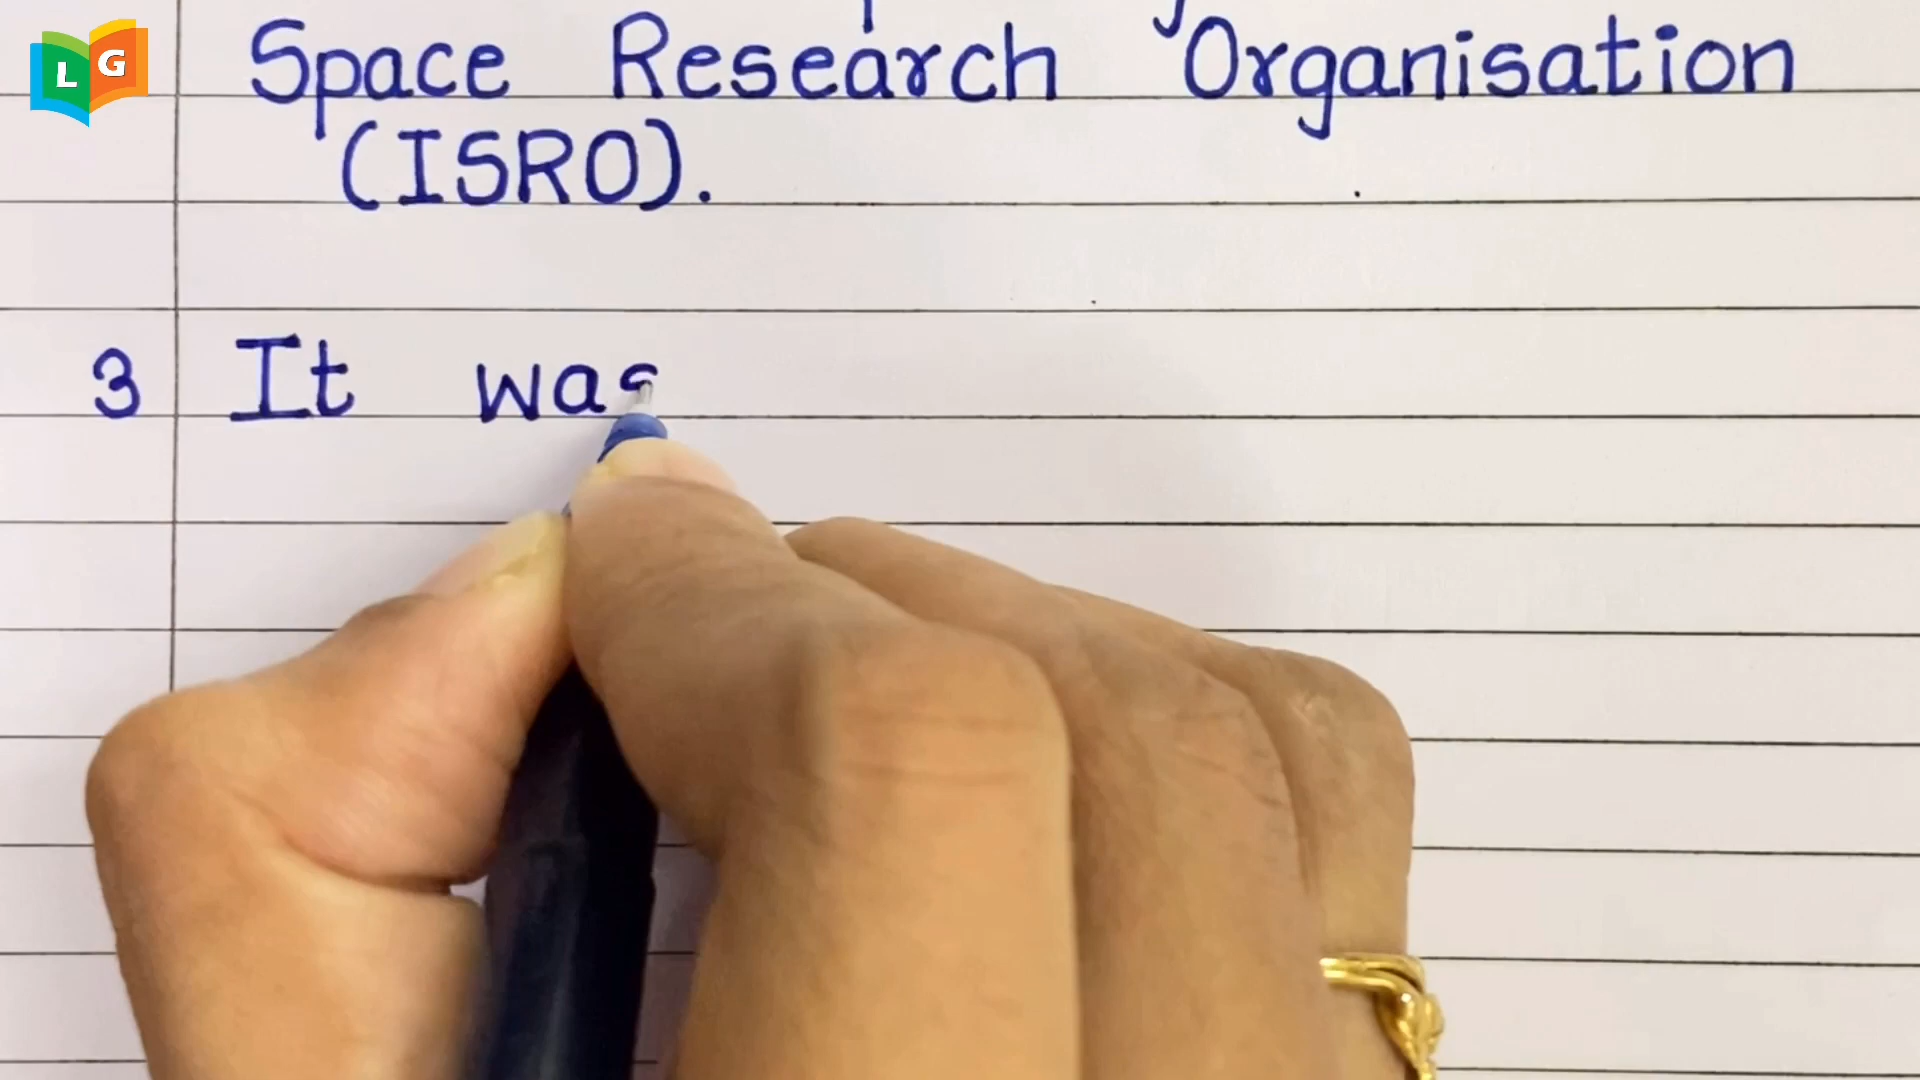 LG
Space Research Organisation
(ISRO).
3 It was